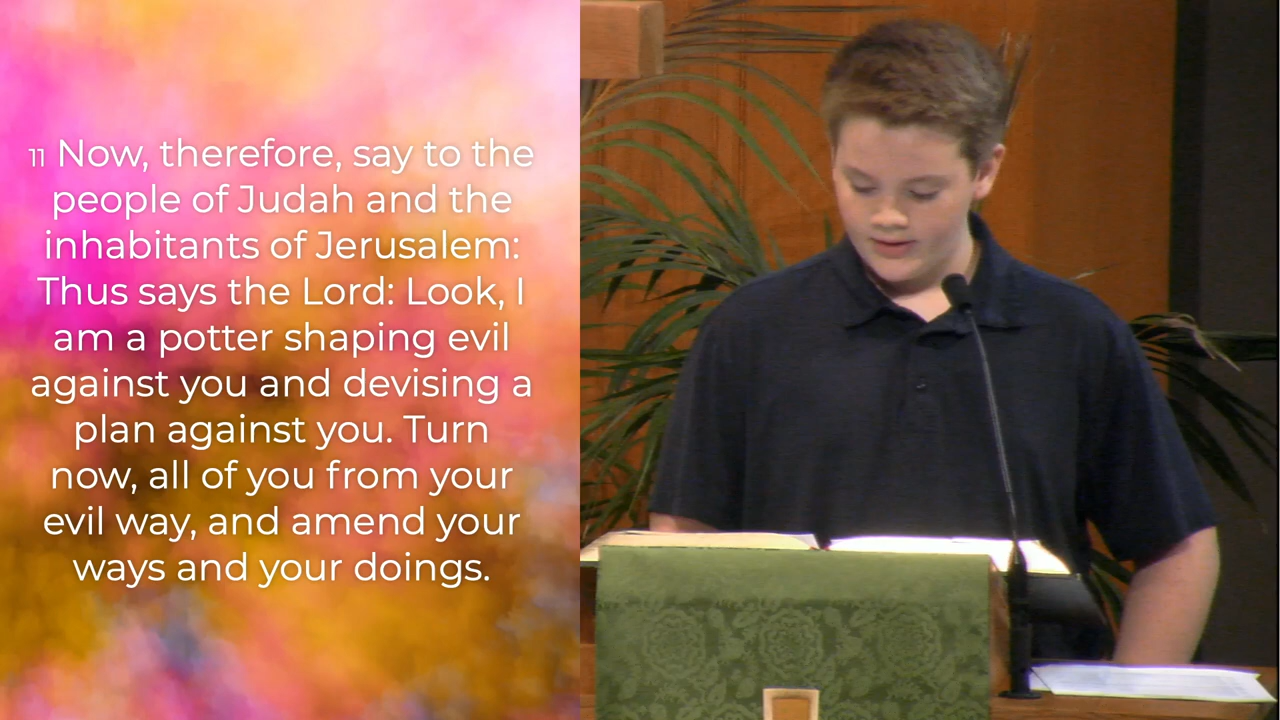 11 Now, therefore, say to the
people of Judah and the
inhabitants of Jerusalem:
Thus says the Lord: Look, I
am a potter shaping evil
against you and devising a
plan against you. Turn
now, all of you from your
evil way, and amend your
ways and your doings.